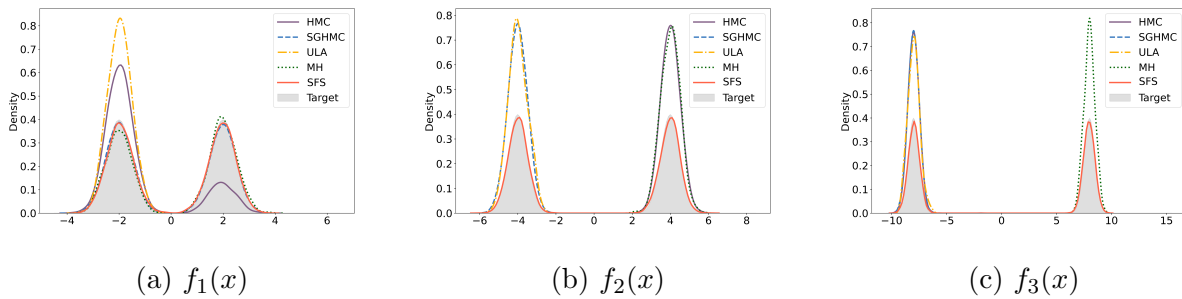 Density
0.8
0.7
0.6
0.5
0.4
0.3
0.2
0.1
0.0
−4 −2 0 2 4 6
HMC
SGHMC
ULA
MH
SFS
Target
(a) f₁(x)
Density
0.8
0.7
0.6
0.5
0.4
0.3
0.2
0.1
0.0
−6 −4 −2 0 2 4 6 8
HMC
SGHMC
ULA
MH
SFS
Target
(b) f₂(x)
Density
0.8
0.7
0.6
0.5
0.4
0.3
0.2
0.1
0.0
−10 −5 0 5 10 15
HMC
SGHMC
ULA
MH
SFS
Target
(c) f₃(x)